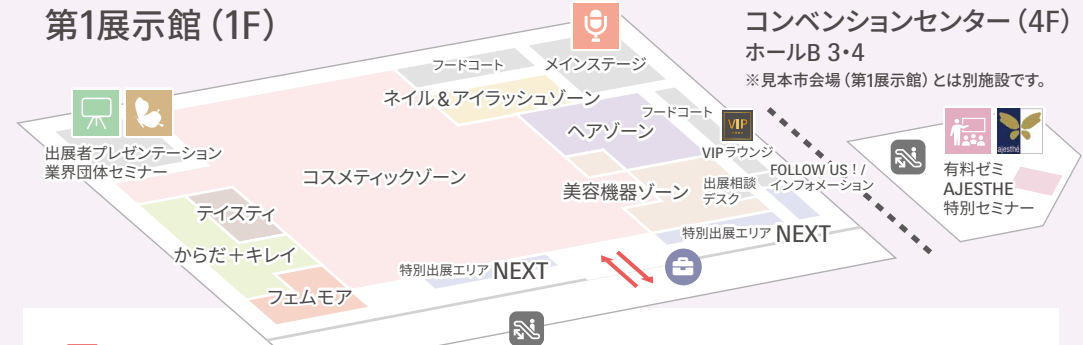 第1展示館（1F）
コンベンションセンター（4F）
ホールB 3・4
※見本市会場（第1展示館）とは別施設です。
フードコート
メインステージ
ネイル＆アイラッシュゾーン
フードコート
ヘアゾーン
VIP
VIPラウンジ
出展者プレゼンテーション
業界団体セミナー
コスメティックゾーン
美容機器ゾーン
出展相談
デスク
FOLLOW US！/
インフォメーション
ajesthe
有料ゼミ
AJESTHE
特別セミナー
テイスティ
からだ＋キレイ
フェムモア
特別出展エリア NEXT
特別出展エリア NEXT